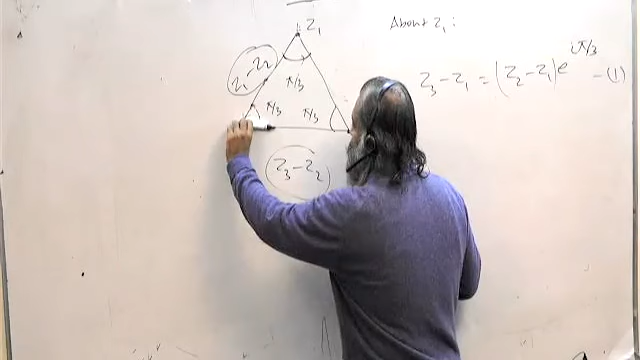 Z₁
About Z₁ :
Z₁ - Z₂
π/3
π/3
π/3
Z₃ - Z₁ = (Z₂ - Z₁) e^{iπ/3} - (1)
Z₃ - Z₂